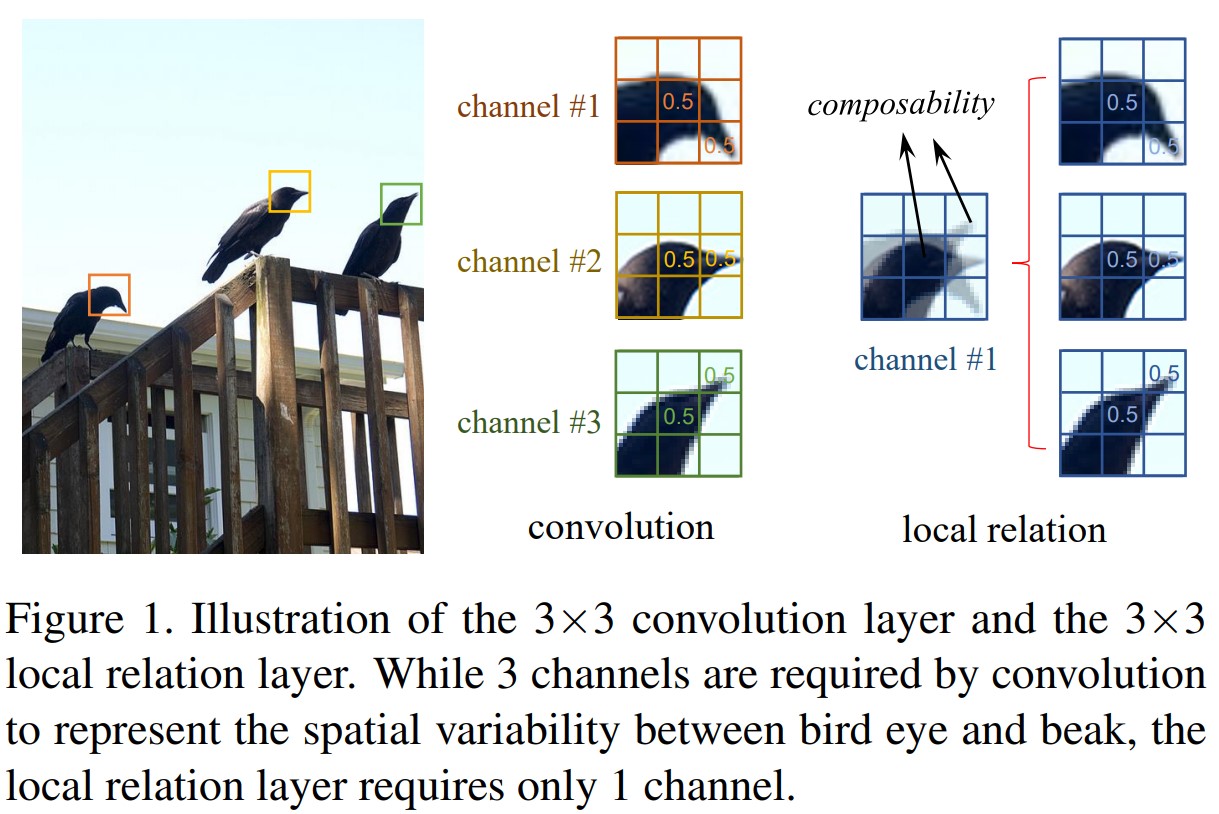 channel #1
0.5
0.5
channel #2
0.5
0.5
channel #3
0.5
0.5
convolution
composability
channel #1
0.5
0.5
0.5
0.5
0.5
0.5
local relation
Figure 1. Illustration of the 3×3 convolution layer and the 3×3
local relation layer. While 3 channels are required by convolution
to represent the spatial variability between bird eye and beak, the
local relation layer requires only 1 channel.